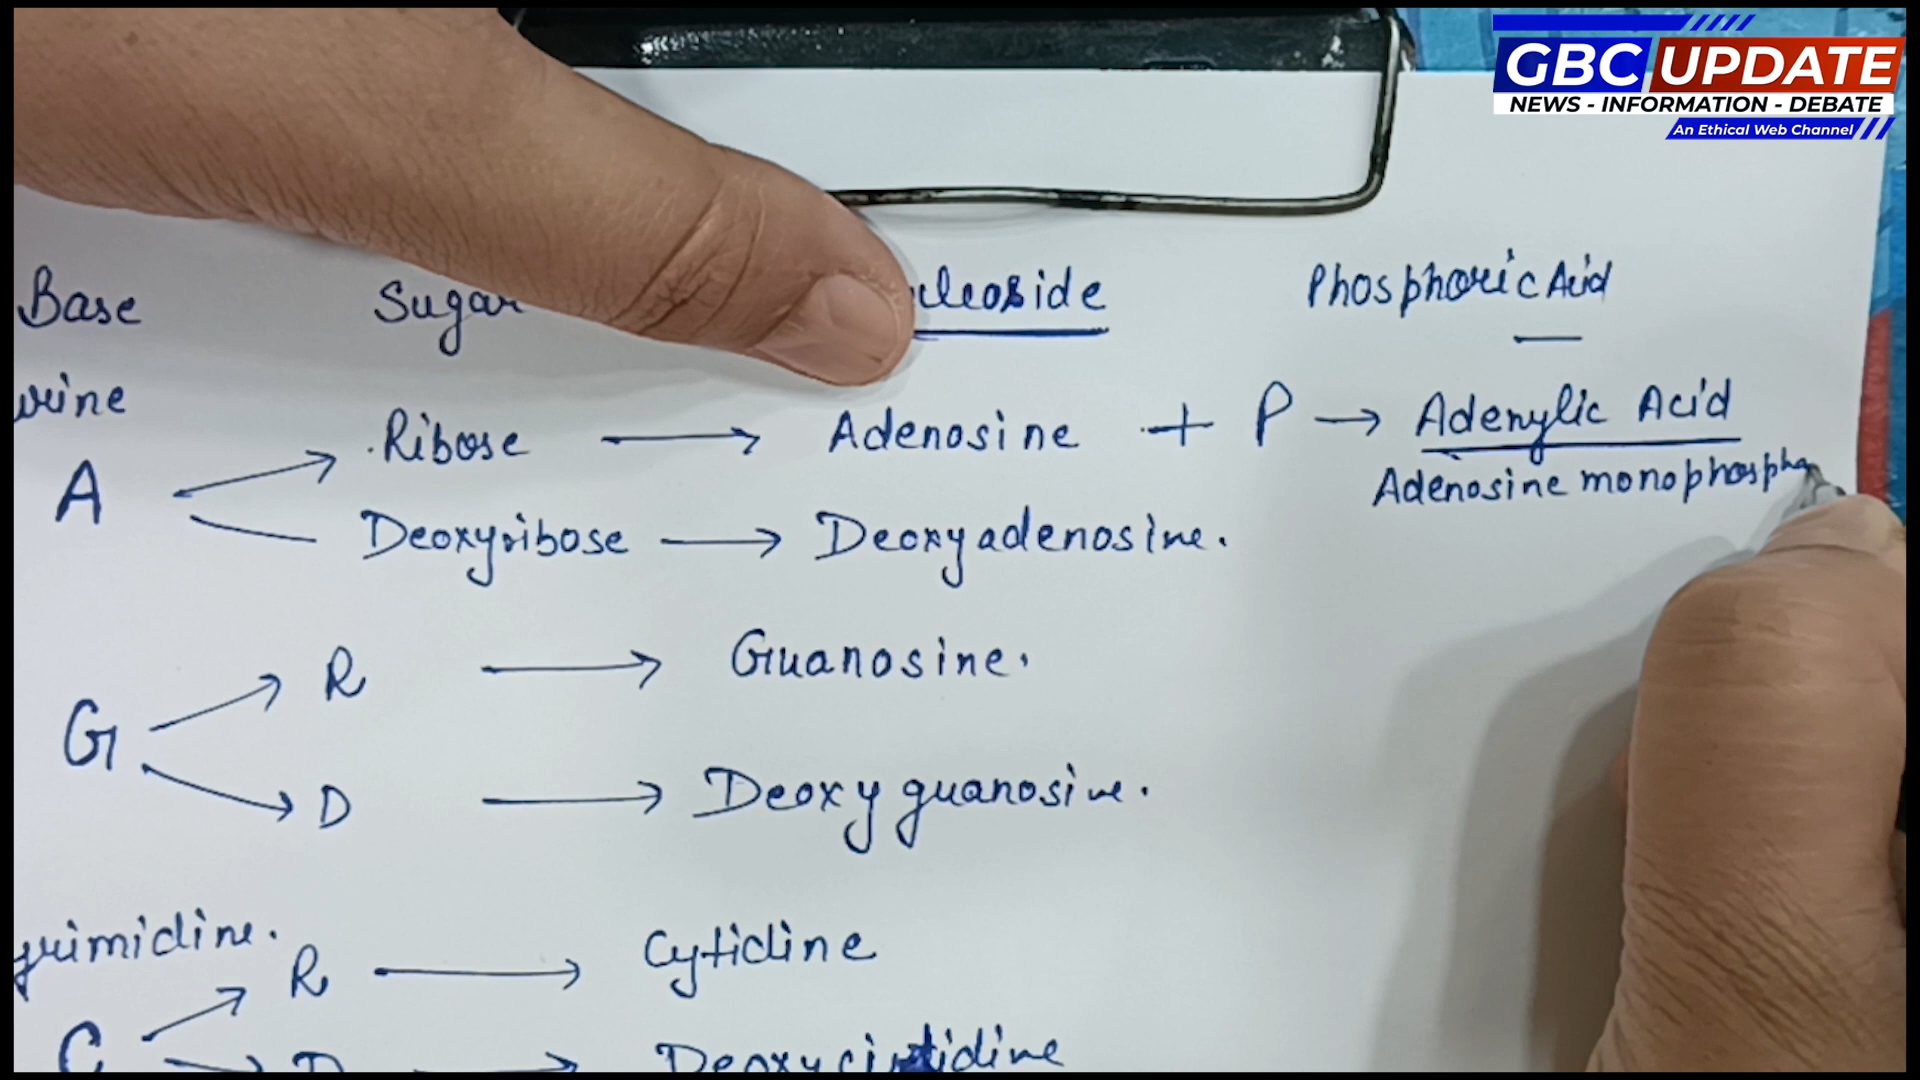 GBC UPDATE
NEWS - INFORMATION - DEBATE
An Ethical Web Channel
Base Sugar Phosphoric Acid
A Ribose → Adenosine + P → Adenylic Acid
Adenosine monophospha
Deoxyribose → Deoxyadenosine.
R → Guanosine.
G
D → Deoxyguanosine.
R → Cytidine
C